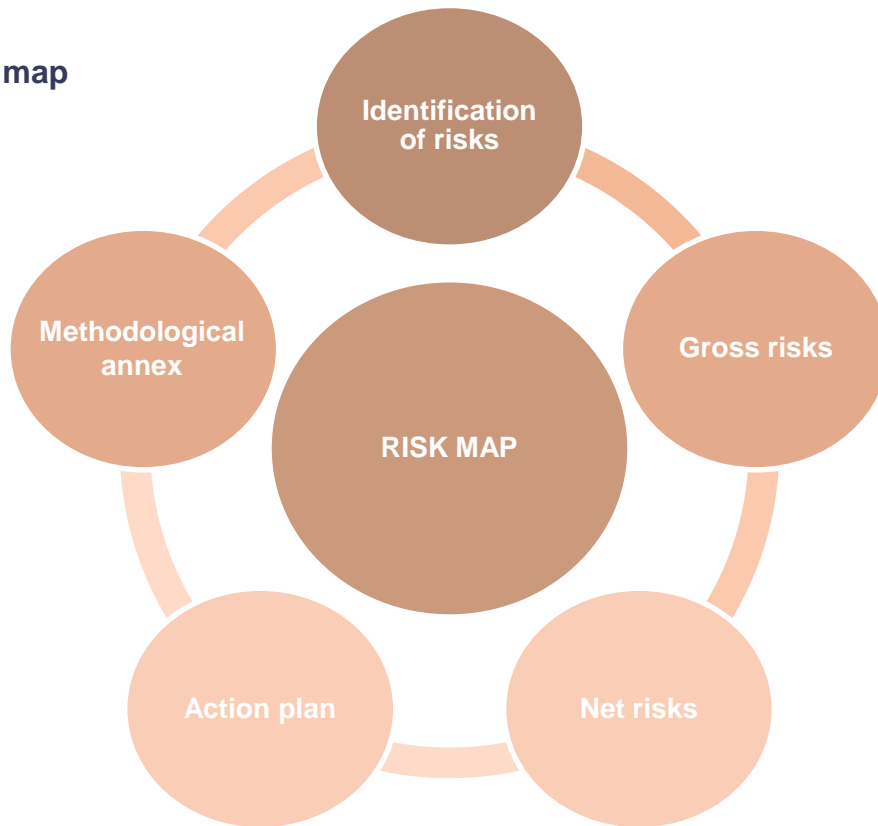 map
Identification
of risks
Methodological
annex
Gross risks
RISK MAP
Action plan
Net risks